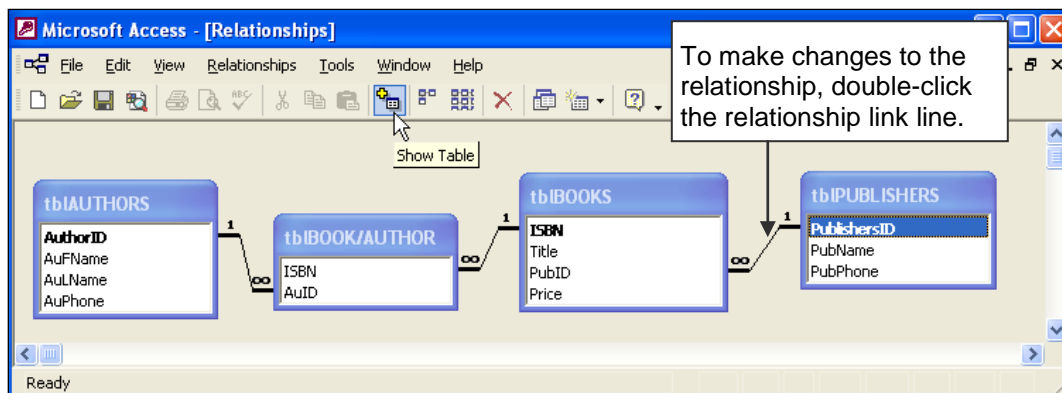 Microsoft Access - [Relationships]
File Edit View Relationships Tools Window Help
To make changes to the
relationship, double-click
the relationship link line.
Show Table
tblAUTHORS
AuthorID
AuFName
AuLName
AuPhone
1
∞
tblBOOK/AUTHOR
ISBN
AuID
1
∞
tblBOOKS
ISBN
Title
PubID
Price
1
∞
tblPUBLISHERS
PublishersID
PubName
PubPhone
Ready